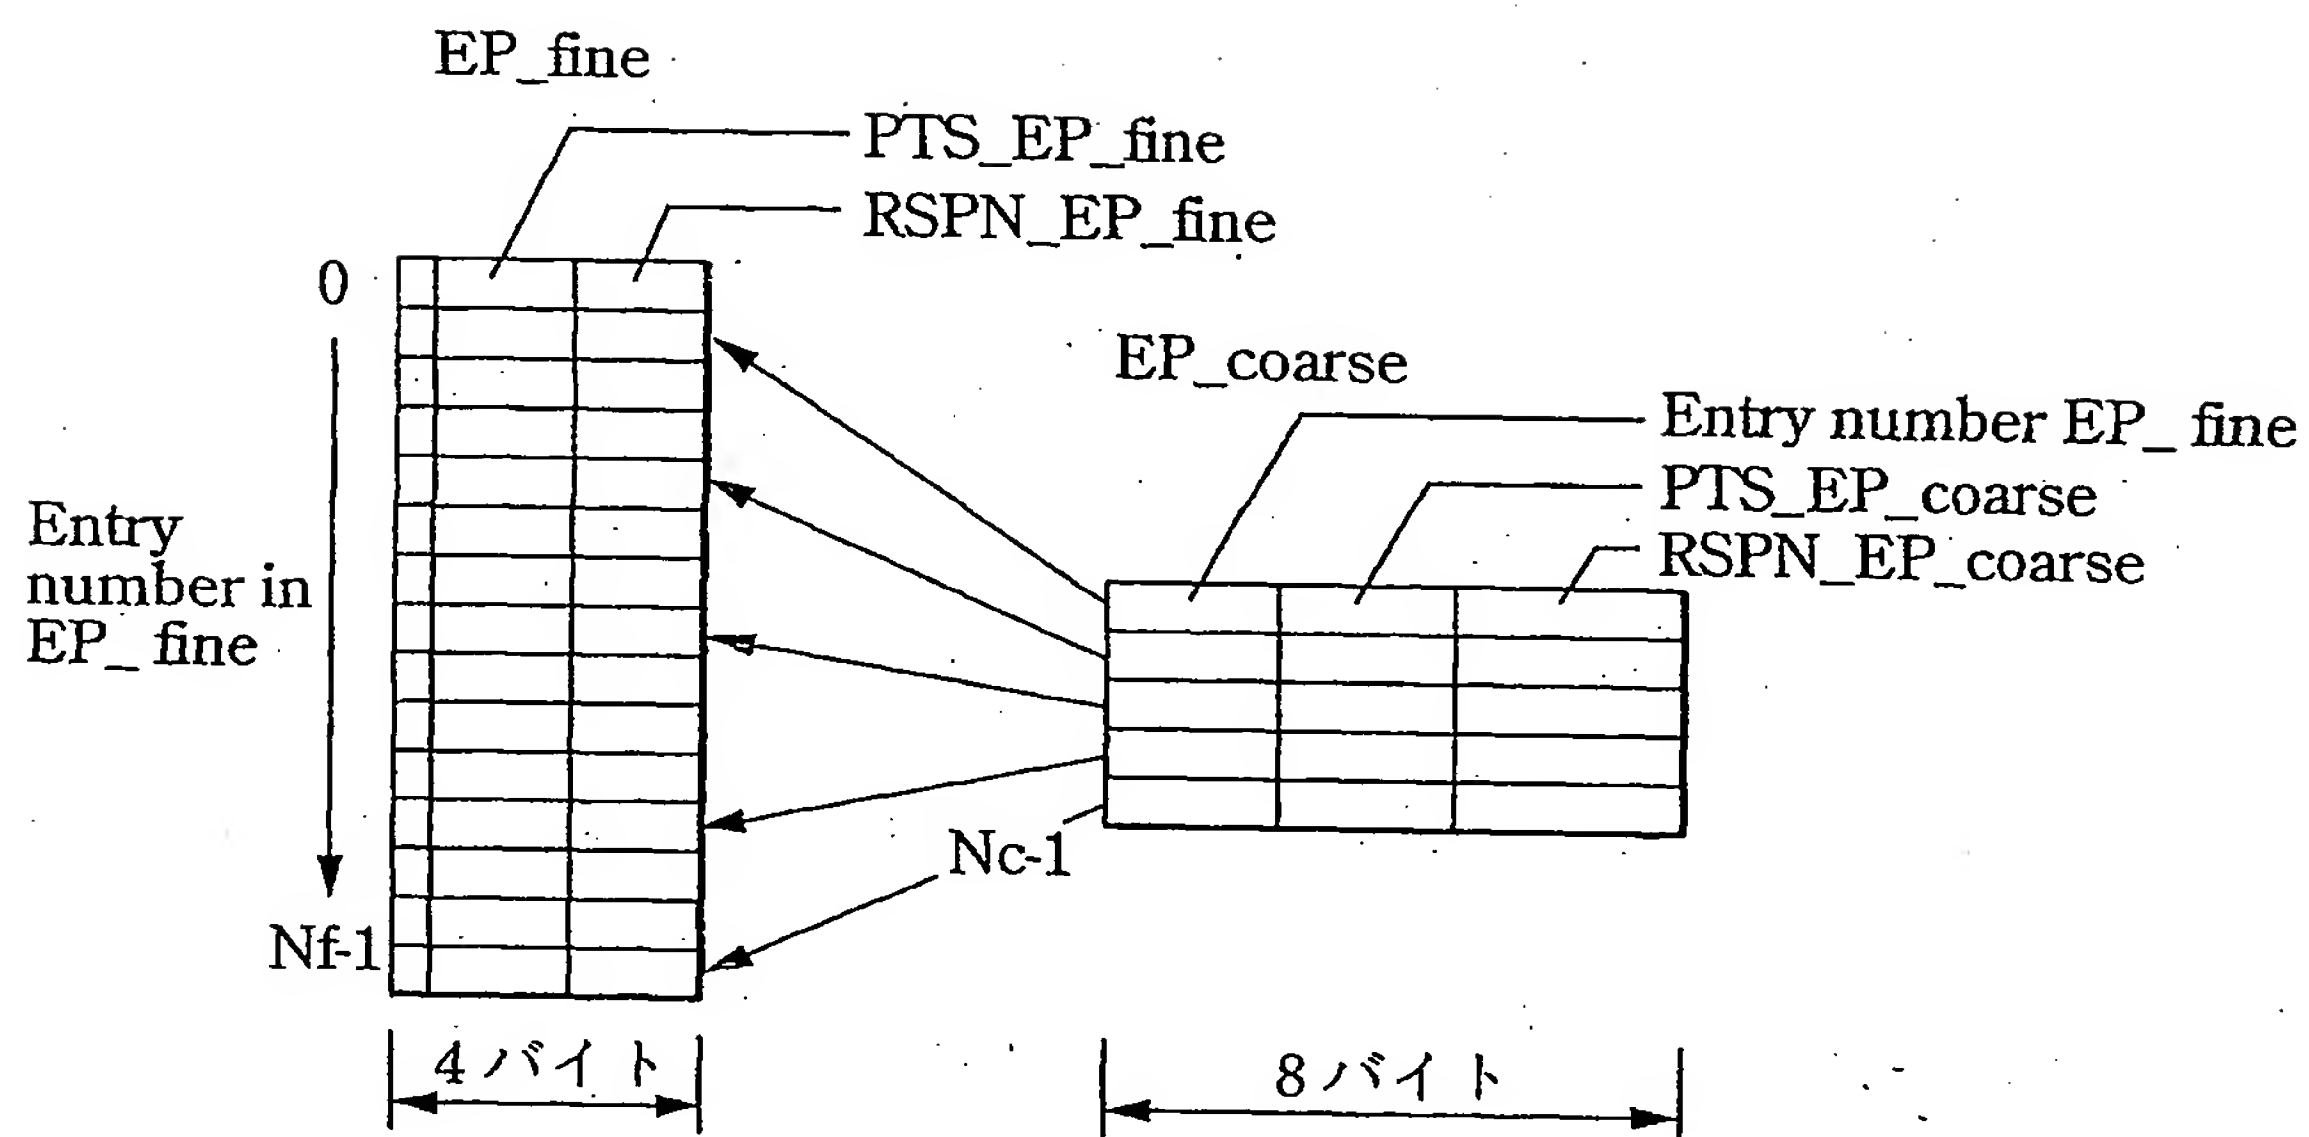 EP_fine
PTS_EP_fine
RSPN_EP_fine
0
EP_coarse
Entry number EP_ fine
PTS_EP_coarse
RSPN_EP_coarse
Entry
number in
EP_ fine
Nc-1
Nf-1
4バイト
8バイト